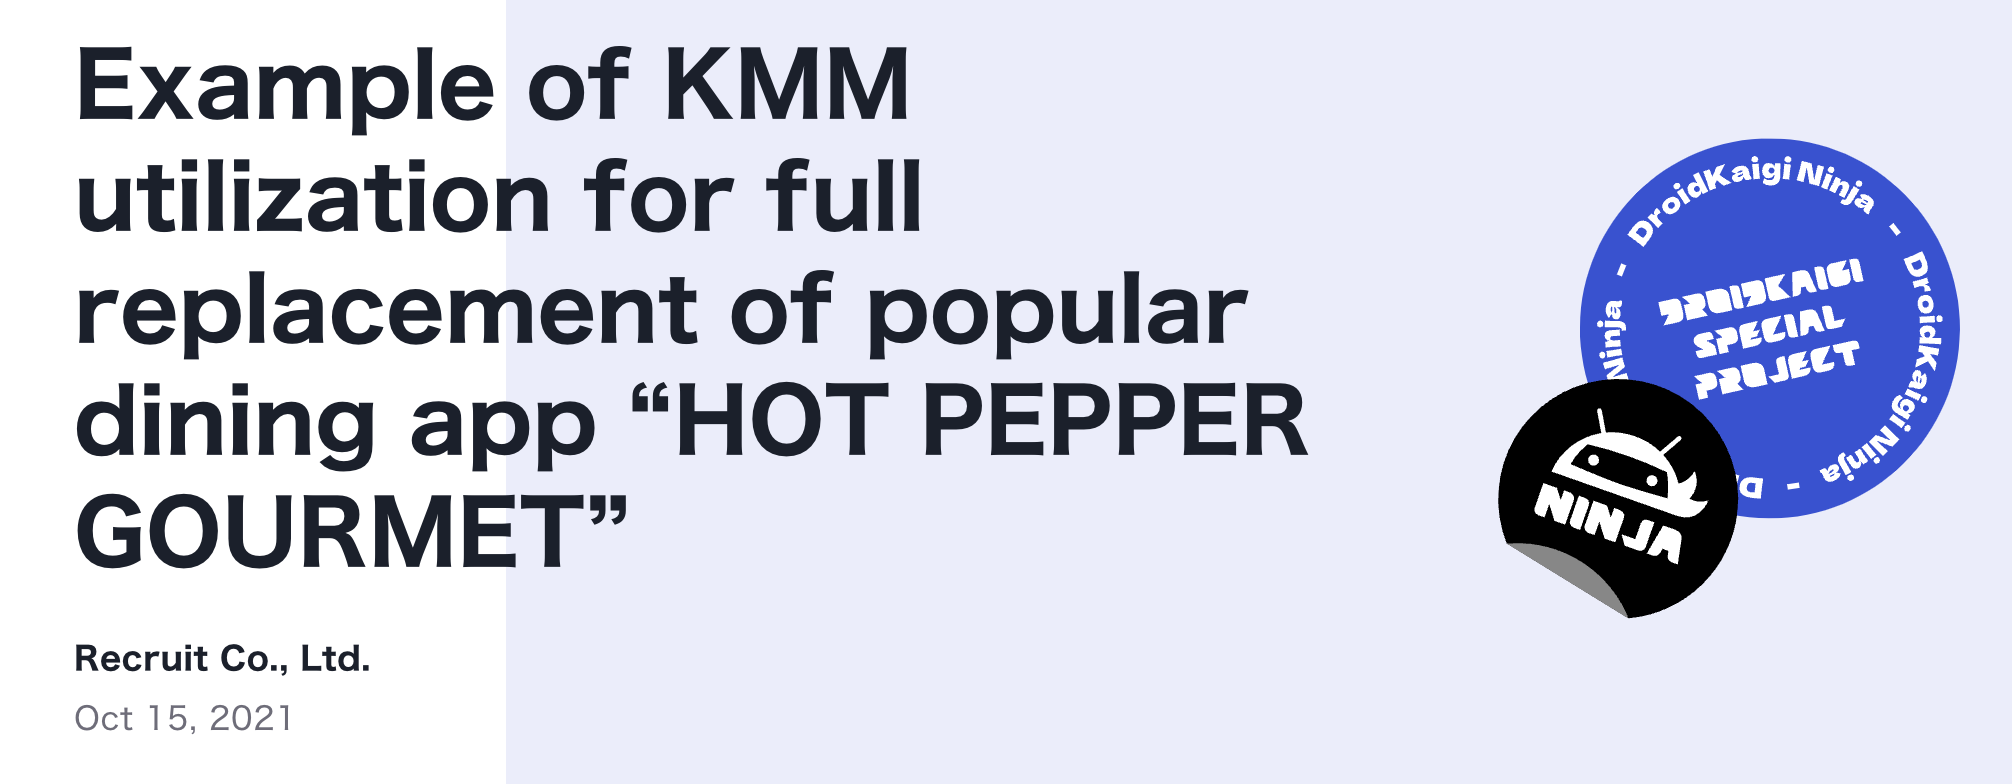 Example of KMM
utilization for full
replacement of popular
dining app “HOT PEPPER
GOURMET”
Recruit Co., Ltd.
Oct 15, 2021
DroidKaigi Ninja - DroidKaigi Ninja - D
Ninja -
DROIDKAIGI
SPECIAL
PROJECT
NINJA